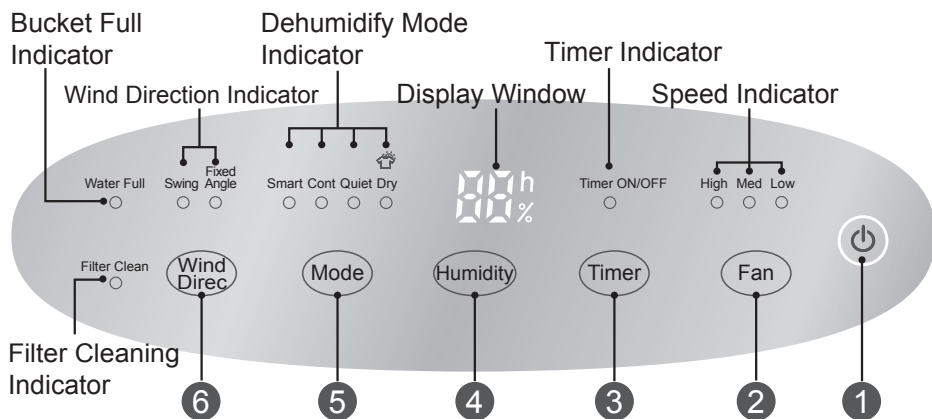 Bucket Full
Indicator
Dehumidify Mode
Indicator
Timer Indicator
Wind Direction Indicator
Display Window
Speed Indicator
Water Full
Swing
Fixed
Angle
Smart Cont Quiet Dry
88h
%
Timer ON/OFF
High Med Low
Filter Clean
Wind
Direc
Mode
Humidity
Timer
Fan
Filter Cleaning
Indicator
6
5
4
3
2
1